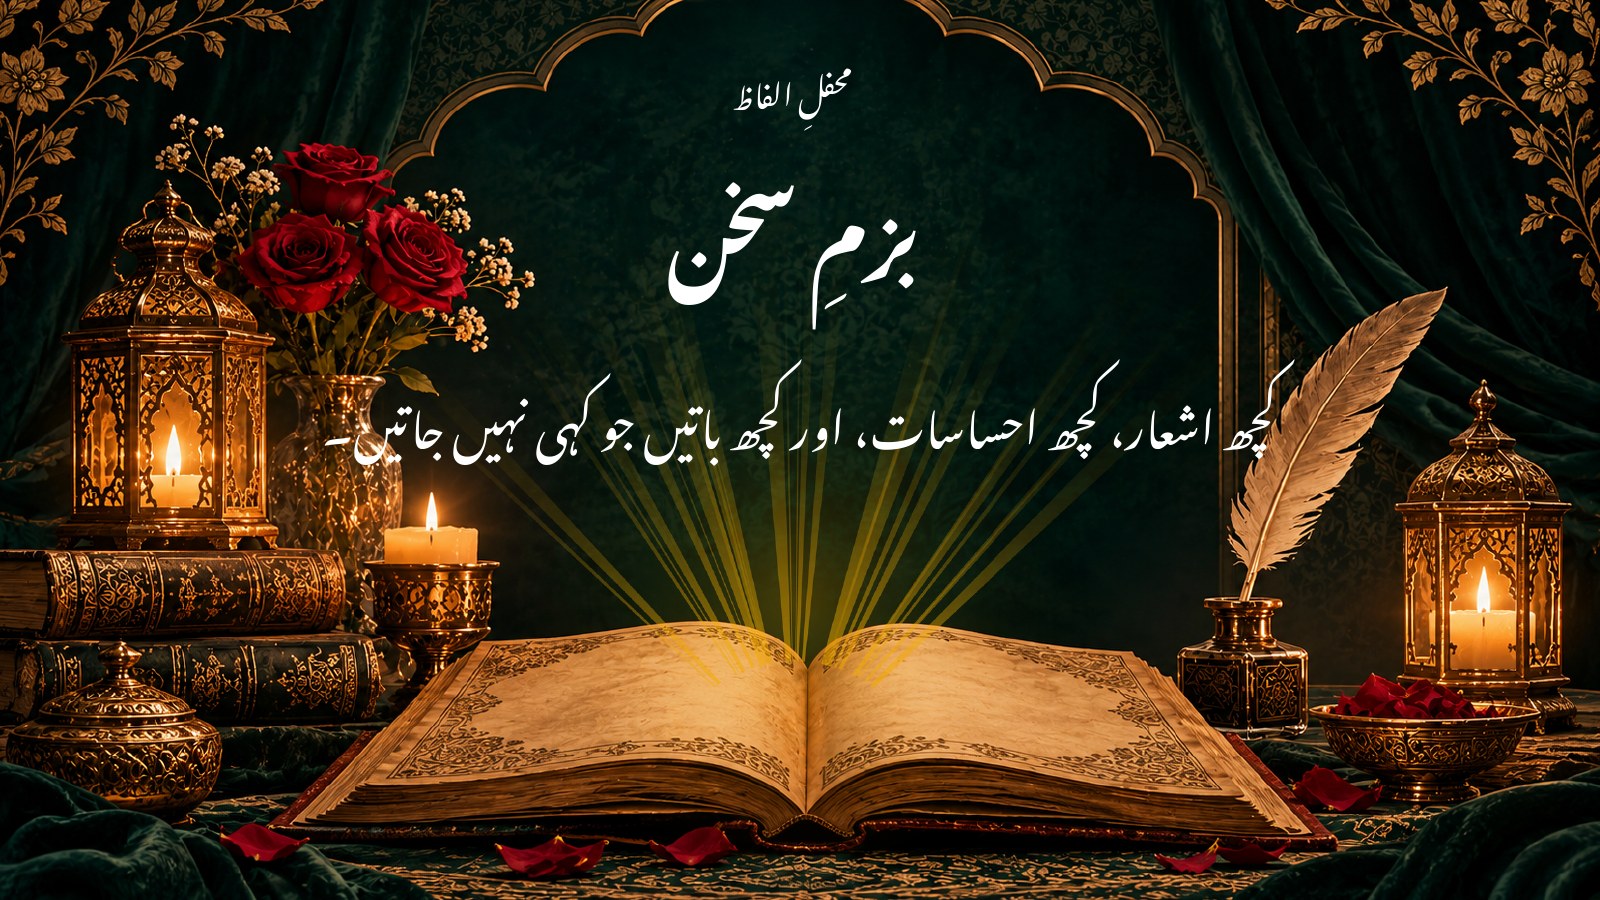 محفلِ الفاظ
بزمِ سخن
کچھ اشعار، کچھ احساسات، اور کچھ باتیں جو کہی نہیں جاتیں۔